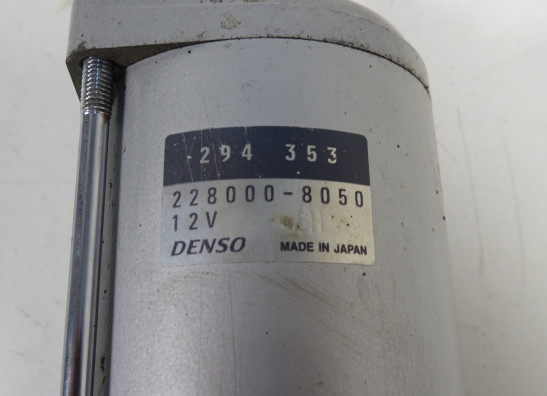 294 353
228000-8050
12V
DENSO MADE IN JAPAN